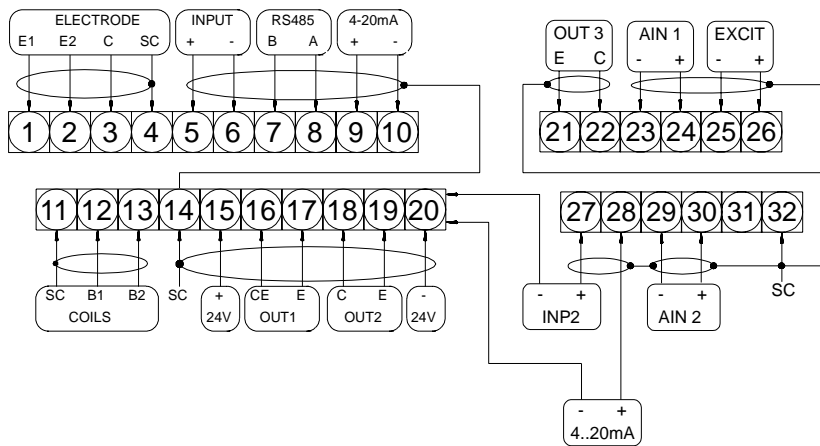 ELECTRODE INPUT RS485 4-20mA
E1 E2 C SC + - B A + -
1 2 3 4 5 6 7 8 9 10
OUT 3 AIN 1 EXCIT
E C - + - +
21 22 23 24 25 26
11 12 13 14 15 16 17 18 19 20
SC B1 B2 SC + CE E C E -
COILS 24V OUT1 OUT2 24V
27 28 29 30 31 32
- + - + SC
INP2 AIN 2
- +
4..20mA